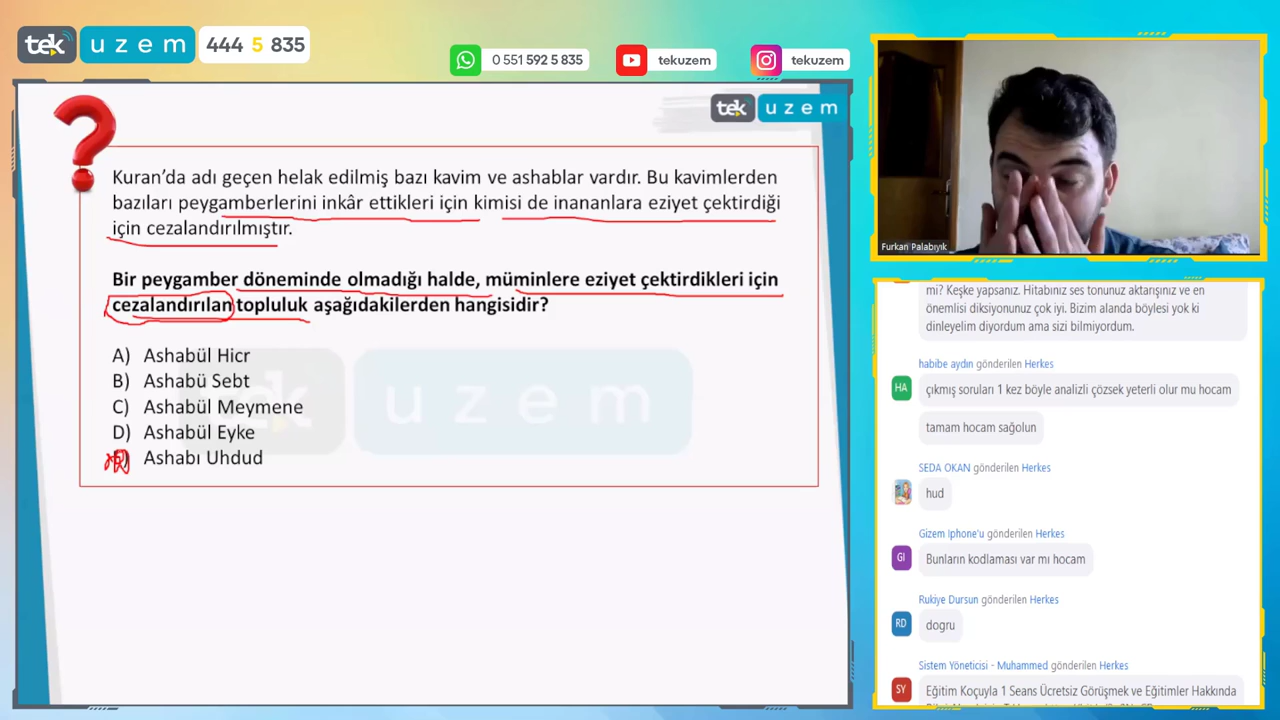 tek uzem 444 5 835
0 551 592 5 835
tekuzem
tekuzem
tek uzem
Kuran’da adı geçen helak edilmiş bazı kavim ve ashablar vardır. Bu kavimlerden
bazıları peygamberlerini inkâr ettikleri için kimisi de inananlara eziyet çektirdiği
için cezalandırılmıştır.
Bir peygamber döneminde olmadığı halde, müminlere eziyet çektirdikleri için
cezalandırılan topluluk aşağıdakilerden hangisidir?
A) Ashabül Hicr
B) Ashabü Sebt
C) Ashabül Meymene
D) Ashabül Eyke
Ashabı Uhdud
tek uzem
Furkan Palabıyık
mi? Keşke yapsanız. Hitabınız ses tonunuz aktarışınız ve en
önemlisi diksiyonunuz çok iyi. Bizim alanda böylesi yok ki
dinleyelim diyordum ama sizi bilmiyordum.
habibe aydın gönderilen Herkes
HA
çıkmış soruları 1 kez böyle analizli çözsek yeterli olur mu hocam
tamam hocam sağolun
SEDA OKAN gönderilen Herkes
hud
Gizem Iphone'u gönderilen Herkes
GI
Bunların kodlaması var mı hocam
Rukiye Dursun gönderilen Herkes
RD
dogru
Sistem Yöneticisi - Muhammed gönderilen Herkes
SY
Eğitim Koçuyla 1 Seans Ücretsiz Görüşmek ve Eğitimler Hakkında